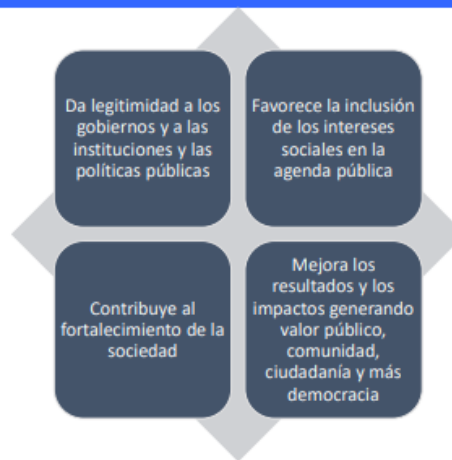 Da legitimidad a los
gobiernos y a las
instituciones y las
políticas públicas
Favorece la inclusión
de los intereses
sociales en la
agenda pública
Contribuye al
fortalecimiento de la
sociedad
Mejora los
resultados y los
impactos generando
valor público,
comunidad,
ciudadanía y más
democracia